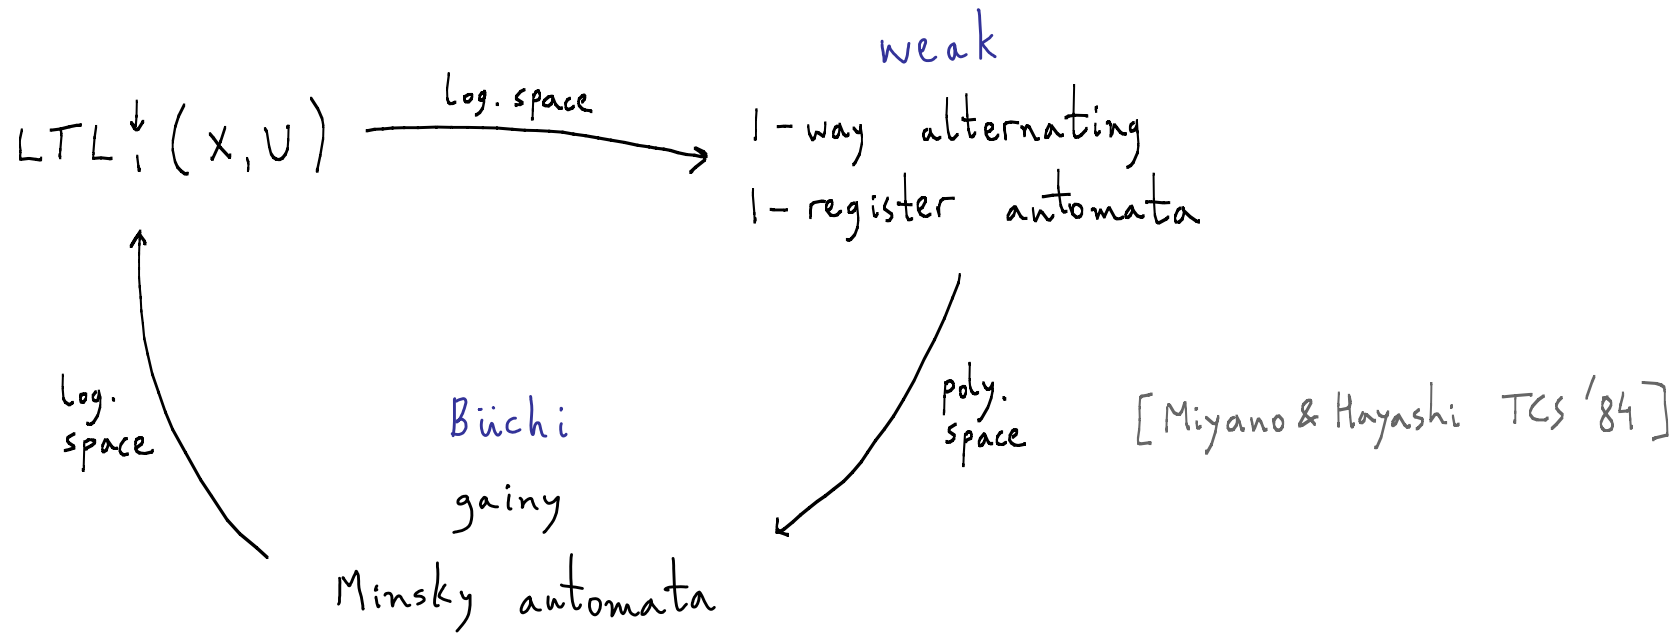 weak
log. space
LTL↓₁(X,U)
1-way alternating
1-register automata
log.
space
poly.
space
[Miyano & Hayashi TCS '84]
Büchi
gainy
Minsky automata